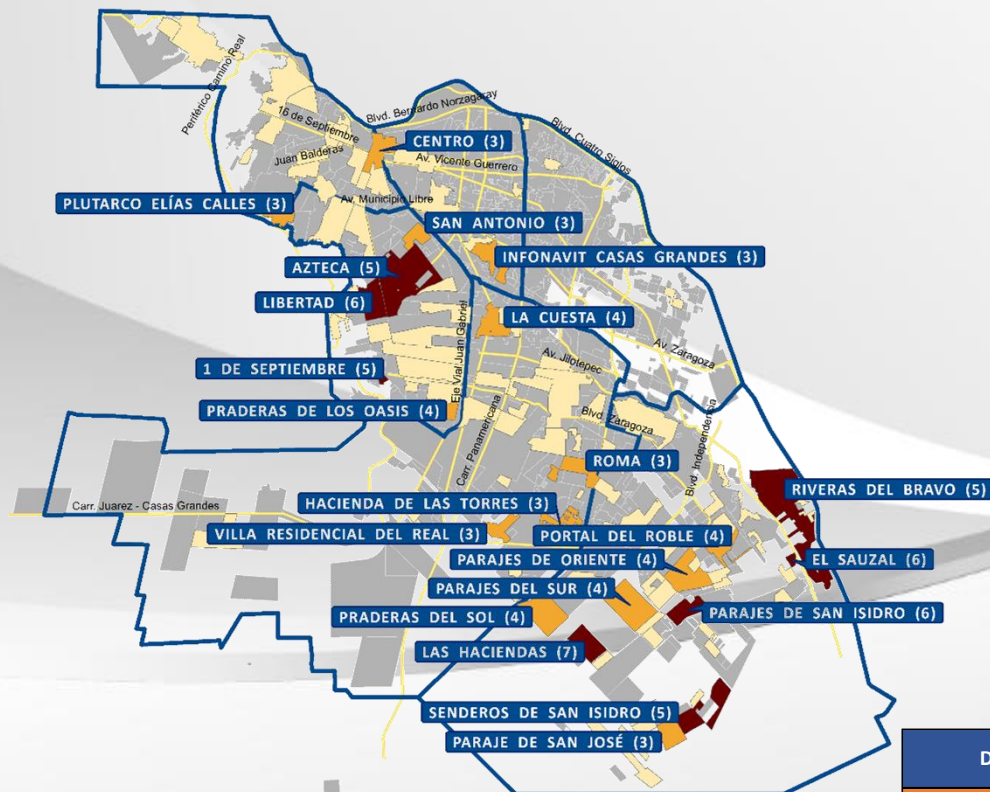 Periférico Camino Real
16 de Septiembre
Blvd. Bernardo Norzagaray
Blvd. Cuatro Siglos
CENTRO (3)
Juan Balderas
Av. Vicente Guerrero
PLUTARCO ELÍAS CALLES (3)
Av. Municipio Libre
SAN ANTONIO (3)
INFONAVIT CASAS GRANDES (3)
AZTECA (5)
LIBERTAD (6)
LA CUESTA (4)
Eje Vial Juan Gabriel
Av. Zaragoza
Av. Jilotepec
1 DE SEPTIEMBRE (5)
PRADERAS DE LOS OASIS (4)
Carr. Panamericana
Blvd. Zaragoza
Blvd. Independencia
ROMA (3)
RIVERAS DEL BRAVO (5)
HACIENDA DE LAS TORRES (3)
Carr. Juarez - Casas Grandes
VILLA RESIDENCIAL DEL REAL (3)
PORTAL DEL ROBLE (4)
PARAJES DE ORIENTE (4)
EL SAUZAL (6)
PARAJES DEL SUR (4)
PRADERAS DEL SOL (4)
PARAJES DE SAN ISIDRO (6)
LAS HACIENDAS (7)
SENDEROS DE SAN ISIDRO (5)
PARAJE DE SAN JOSÉ (3)
D